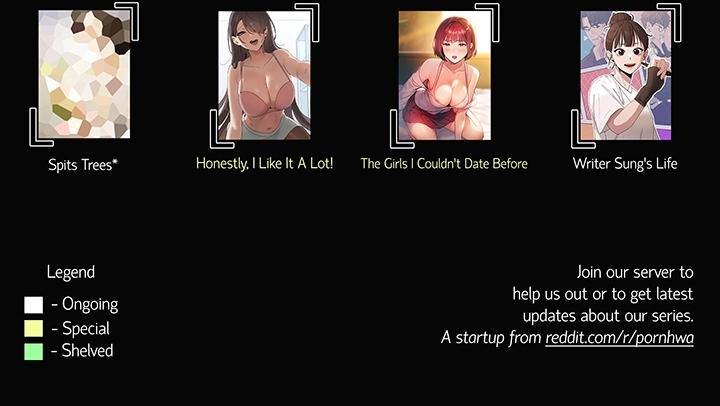 Spits Trees*
Honestly, I Like It A Lot!
The Girls I Couldn't Date Before
Writer Sung's Life
Legend
- Ongoing
- Special
- Shelved
Join our server to
help us out or to get latest
updates about our series.
A startup from reddit.com/r/pornhwa